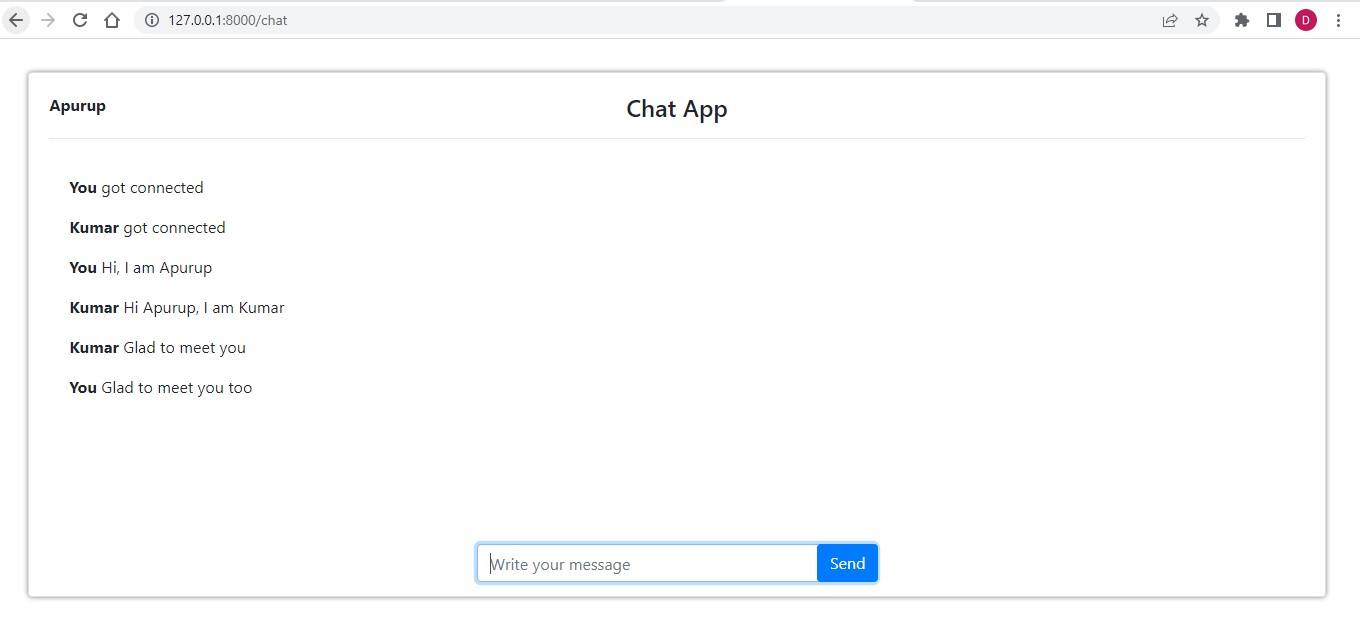 127.0.0.1:8000/chat
D
Apurup
Chat App
You got connected
Kumar got connected
You Hi, I am Apurup
Kumar Hi Apurup, I am Kumar
Kumar Glad to meet you
You Glad to meet you too
Write your message
Send